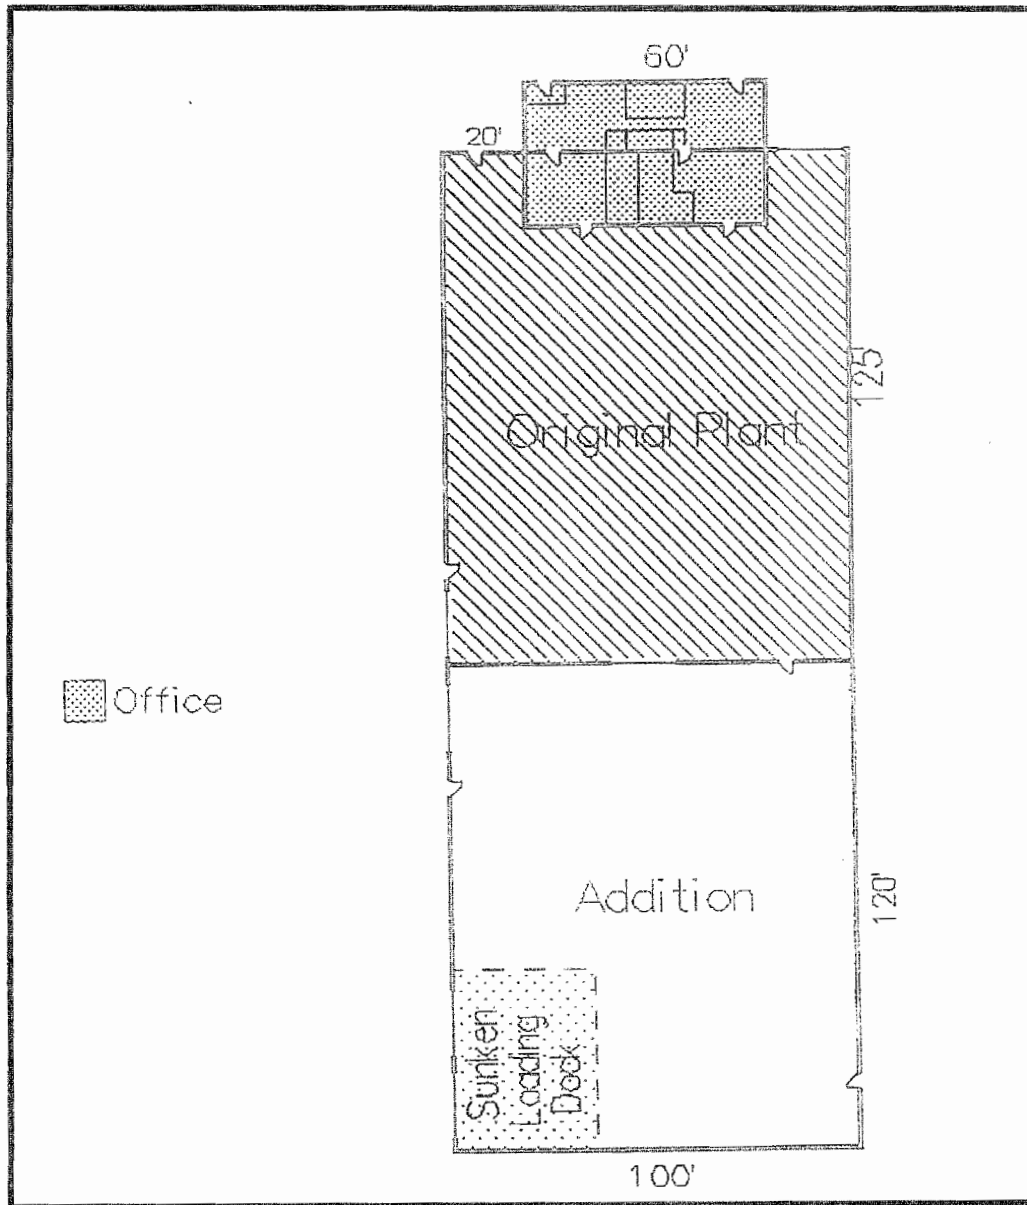 60'
20'
125'
Original Plant
Office
Addition
120'
Sunken
Loading
Dock
100'